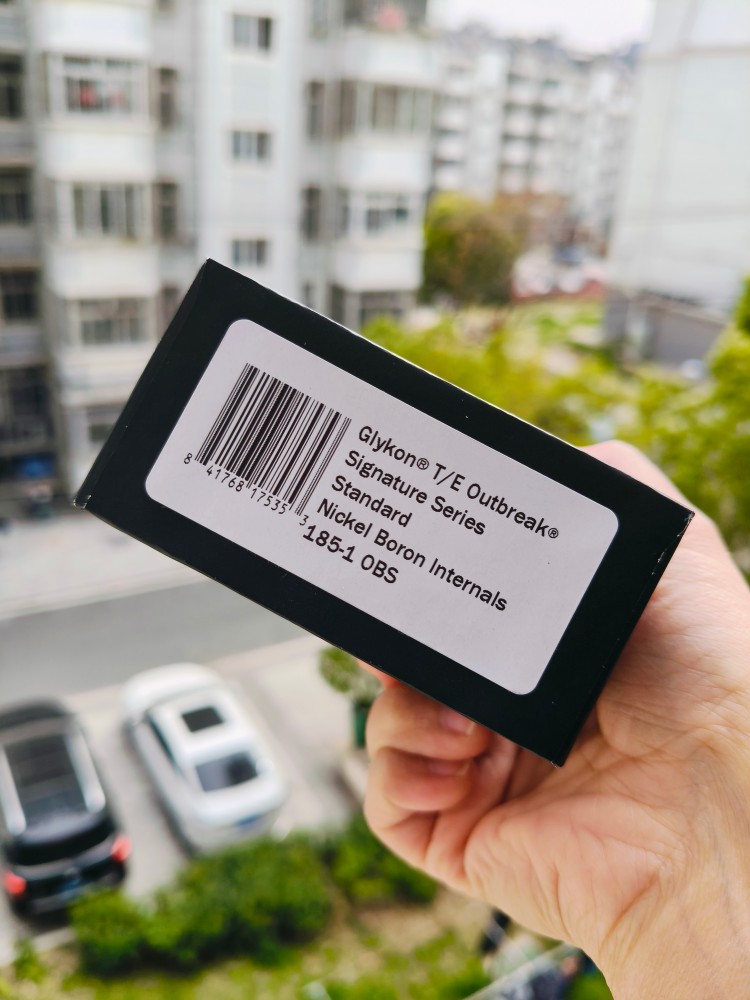 Glykon® T/E Outbreak®
Signature Series
Standard
Nickel Boron Internals
185-1 OBS
8 41768 17535 3